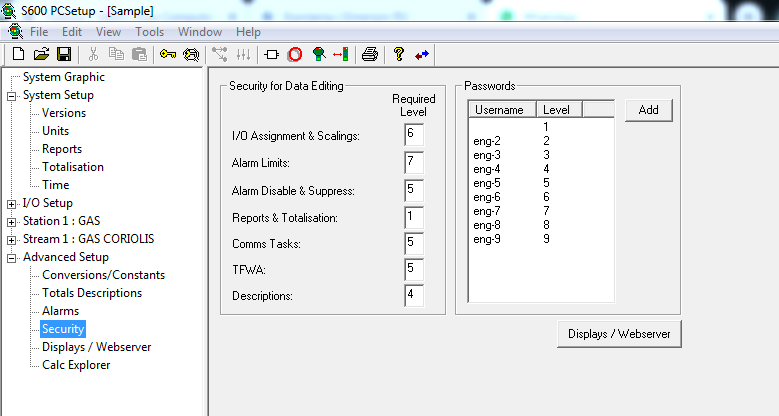 S600 PCSetup - [Sample]
File Edit View Tools Window Help
System Graphic
System Setup
Versions
Units
Reports
Totalisation
Time
I/O Setup
Station 1 : GAS
Stream 1 : GAS CORIOLIS
Advanced Setup
Conversions/Constants
Totals Descriptions
Alarms
Security
Displays / Webserver
Calc Explorer
Security for Data Editing
Required
Level
I/O Assignment & Scalings: 6
Alarm Limits: 7
Alarm Disable & Suppress: 5
Reports & Totalisation: 1
Comms Tasks: 5
TFWA: 5
Descriptions: 4
Passwords
Username Level
1
eng-2 2
eng-3 3
eng-4 4
eng-5 5
eng-6 6
eng-7 7
eng-8 8
eng-9 9
Add
Displays / Webserver